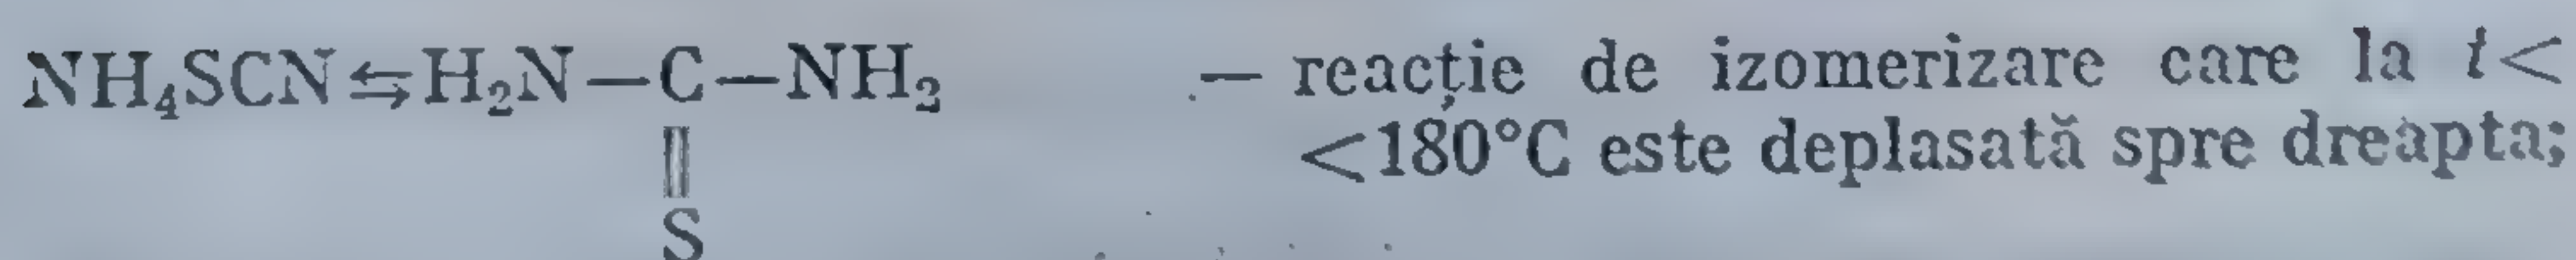 NH₄SCN⇆H₂N—C—NH₂ — reacție de izomerizare care la t<
‖ <180°C este deplasată spre dreapta;
S